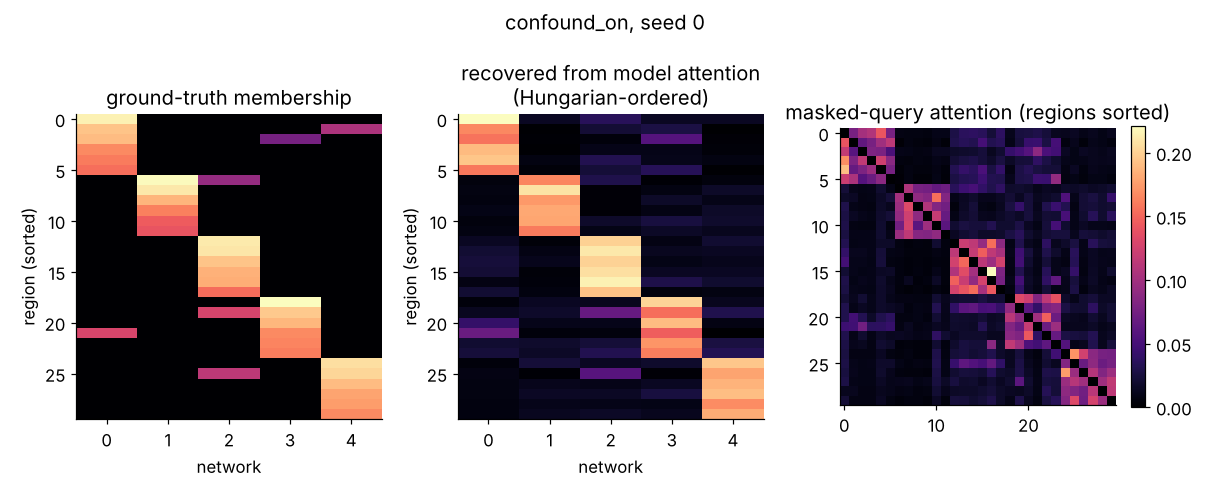 confound_on, seed 0
ground-truth membership
0
5
10
15
20
25
region (sorted)
0 1 2 3 4
network
recovered from model attention
(Hungarian-ordered)
0
5
10
15
20
25
region (sorted)
0 1 2 3 4
network
masked-query attention (regions sorted)
0
5
10
15
20
25
0 10 20
0.20
0.15
0.10
0.05
0.00